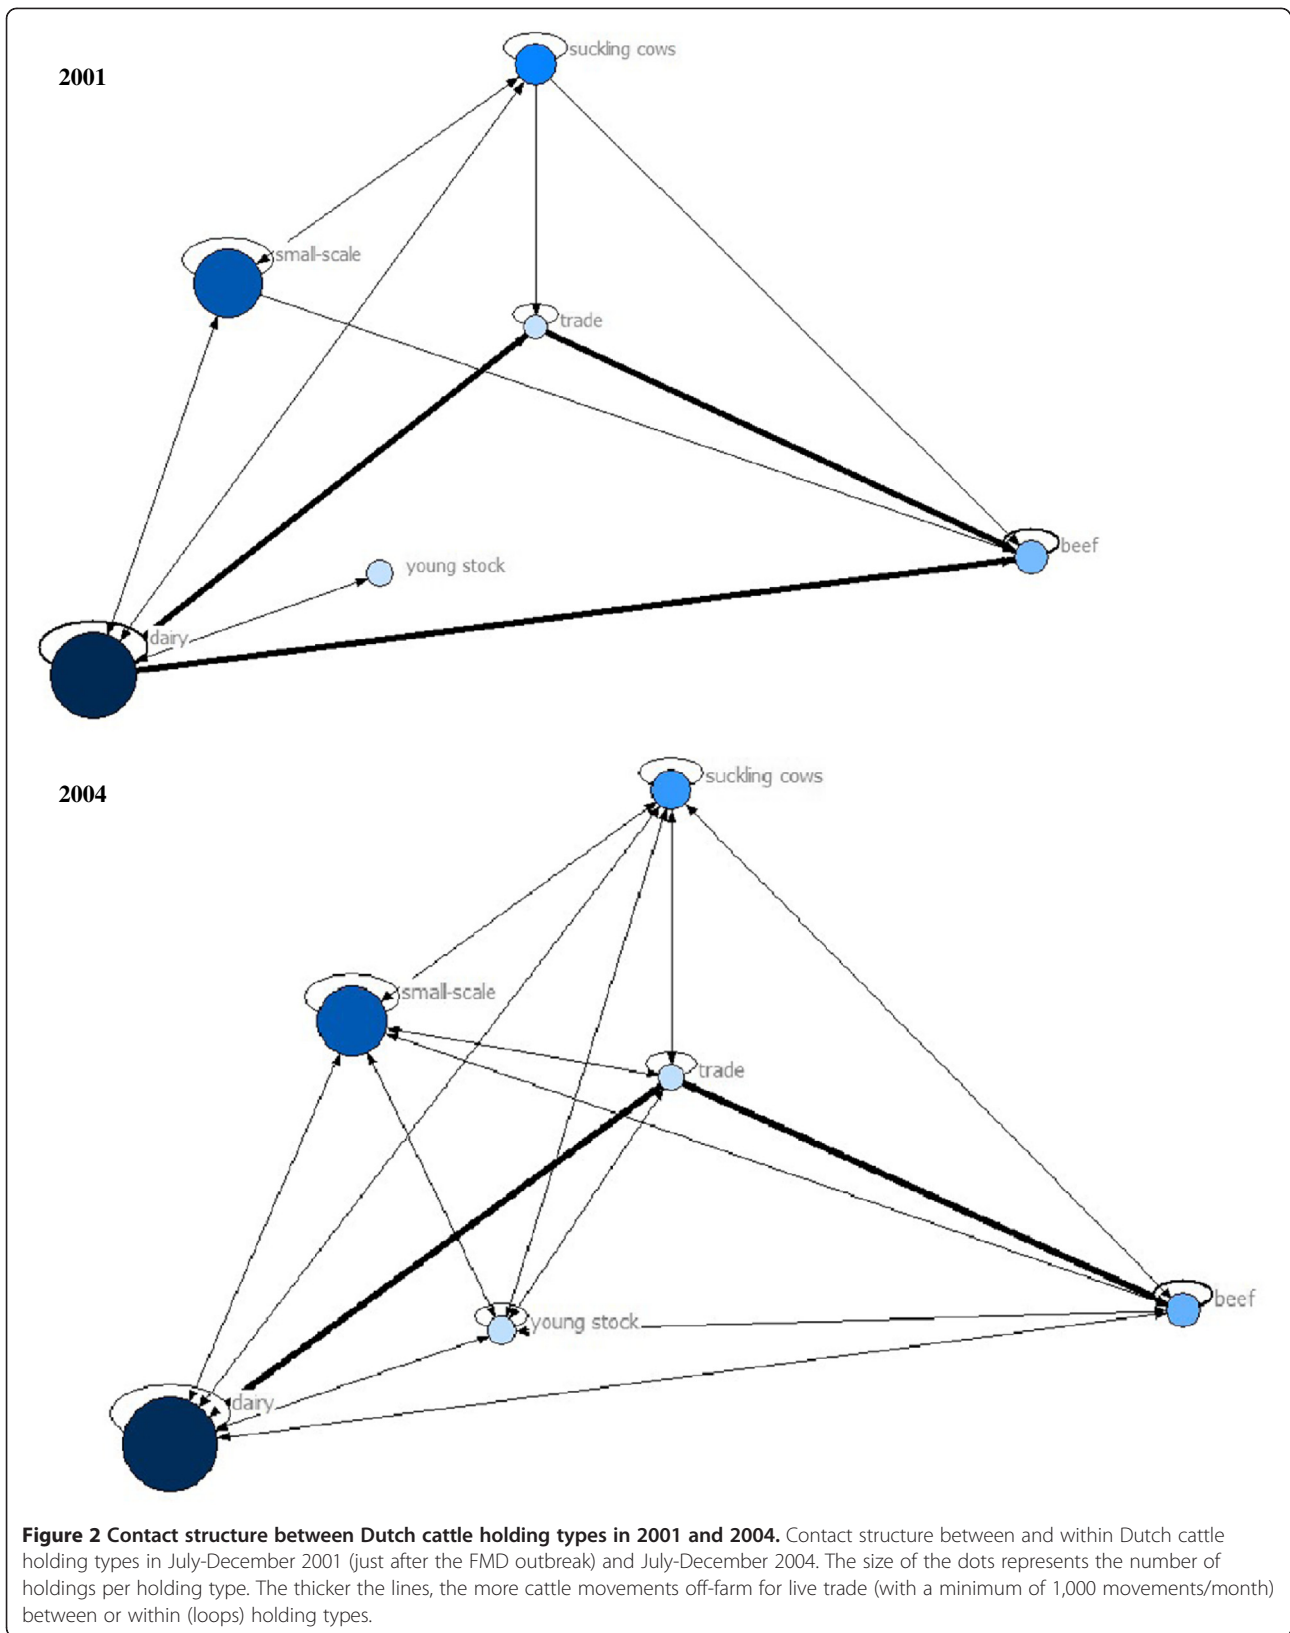 2001
suckling cows
small-scale
trade
beef
young stock
dairy
2004
suckling cows
small-scale
trade
beef
young stock
dairy
Figure 2 Contact structure between Dutch cattle holding types in 2001 and 2004. Contact structure between and within Dutch cattle
holding types in July-December 2001 (just after the FMD outbreak) and July-December 2004. The size of the dots represents the number of
holdings per holding type. The thicker the lines, the more cattle movements off-farm for live trade (with a minimum of 1,000 movements/month)
between or within (loops) holding types.